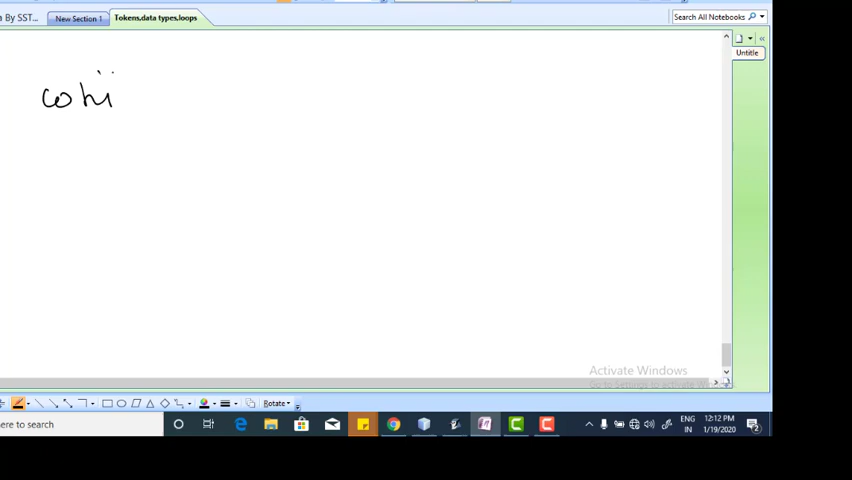 a By SST...
New Section 1
Tokens,data types,loops
Search All Notebooks
Untitle
Activate Windows
Go to Settings to activate Windows
Rotate
ere to search
ENG
IN
12:12 PM
1/19/2020
2